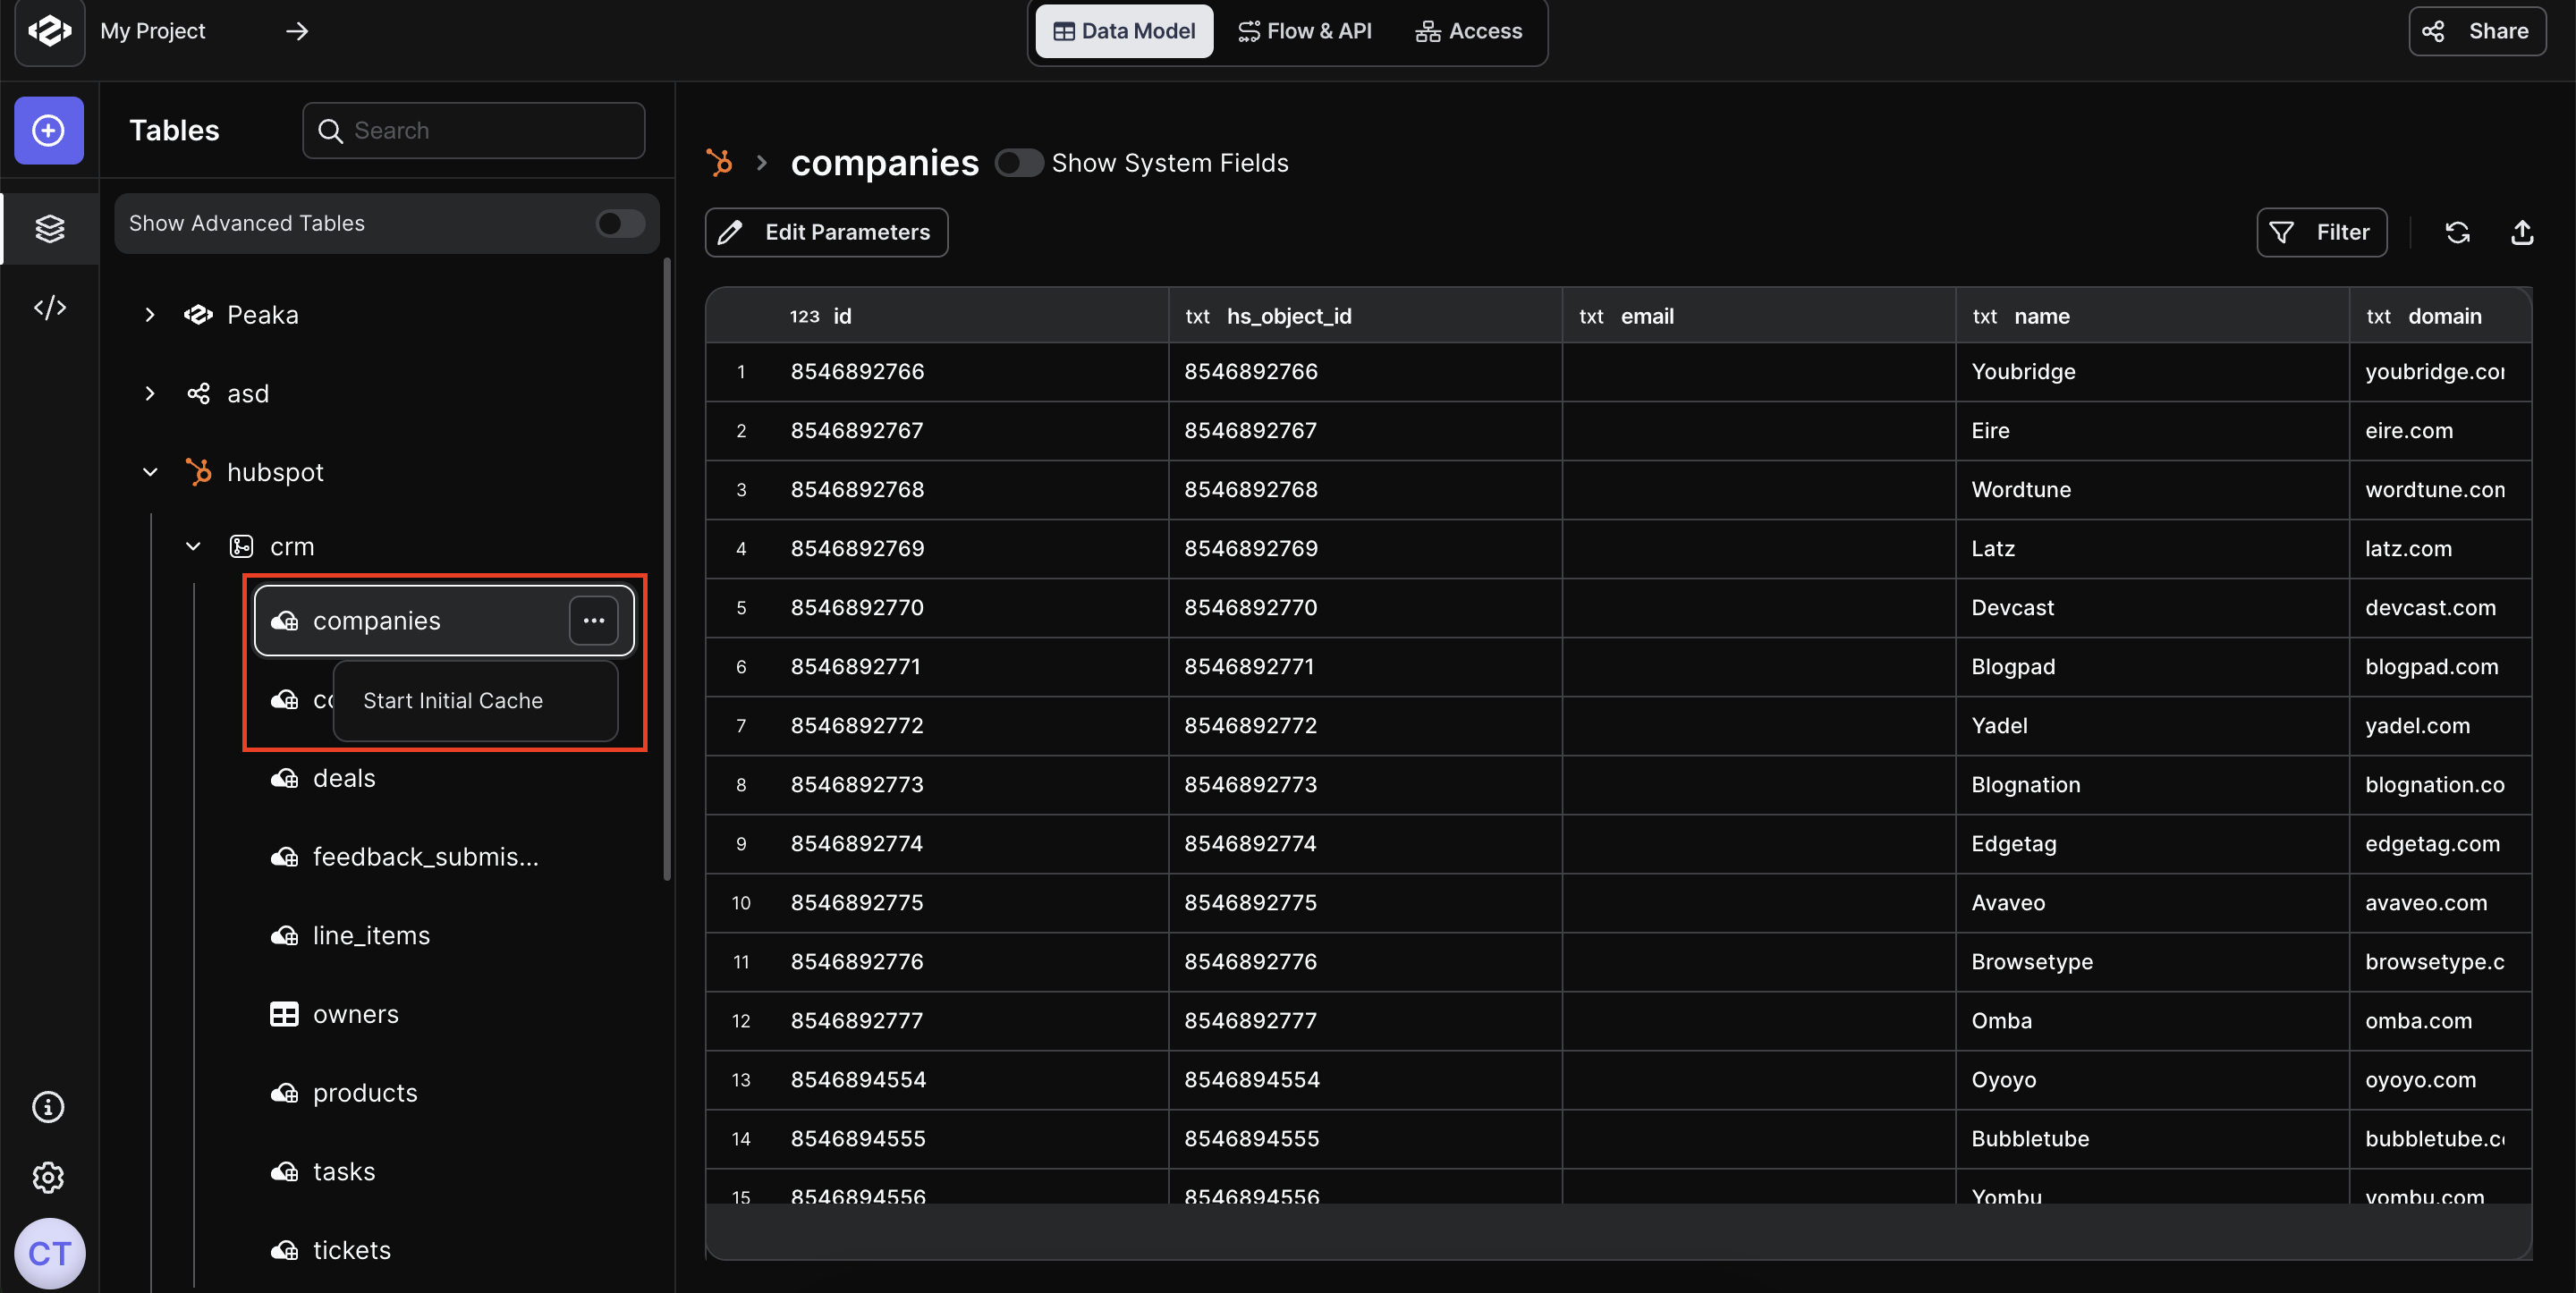 My Project
Data Model
Flow & API
Access
Share
Tables
Search
Show Advanced Tables
Peaka
asd
hubspot
crm
companies
Start Initial Cache
deals
feedback_submis...
line_items
owners
products
tasks
tickets
CT
companies
Show System Fields
Edit Parameters
Filter
123 id txt hs_object_id txt email txt name txt domain
1 8546892766 8546892766 Youbridge youbridge.com
2 8546892767 8546892767 Eire eire.com
3 8546892768 8546892768 Wordtune wordtune.com
4 8546892769 8546892769 Latz latz.com
5 8546892770 8546892770 Devcast devcast.com
6 8546892771 8546892771 Blogpad blogpad.com
7 8546892772 8546892772 Yadel yadel.com
8 8546892773 8546892773 Blognation blognation.co
9 8546892774 8546892774 Edgetag edgetag.com
10 8546892775 8546892775 Avaveo avaveo.com
11 8546892776 8546892776 Browsetype browsetype.c
12 8546892777 8546892777 Omba omba.com
13 8546894554 8546894554 Oyoyo oyoyo.com
14 8546894555 8546894555 Bubbletube bubbletube.c
15 8546894556 8546894556 Yombu yombu.com